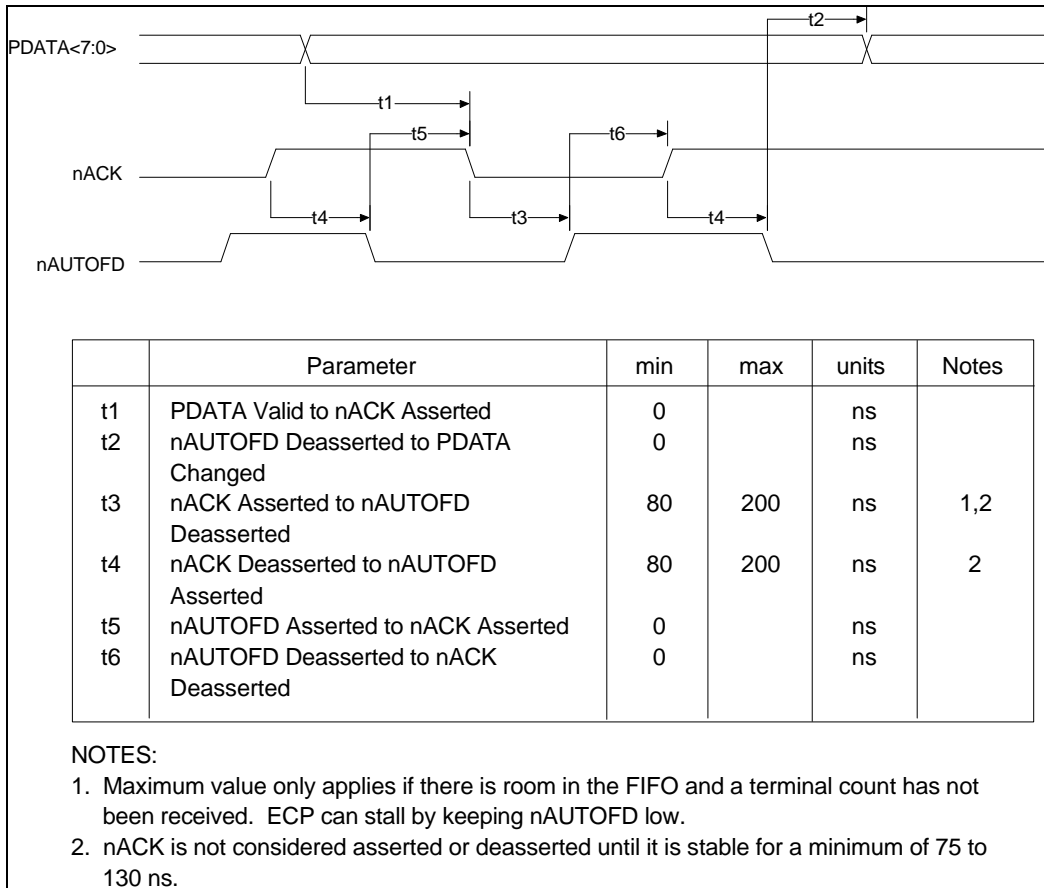 t2
PDATA<7:0>
t1
t5
t6
nACK
t4
t3
t4
nAUTOFD
Parameter min max units Notes
t1 PDATA Valid to nACK Asserted 0 ns
t2 nAUTOFD Deasserted to PDATA 0 ns
Changed
t3 nACK Asserted to nAUTOFD 80 200 ns 1,2
Deasserted
t4 nACK Deasserted to nAUTOFD 80 200 ns 2
Asserted
t5 nAUTOFD Asserted to nACK Asserted 0 ns
t6 nAUTOFD Deasserted to nACK 0 ns
Deasserted
NOTES:
1. Maximum value only applies if there is room in the FIFO and a terminal count has not
been received. ECP can stall by keeping nAUTOFD low.
2. nACK is not considered asserted or deasserted until it is stable for a minimum of 75 to
130 ns.